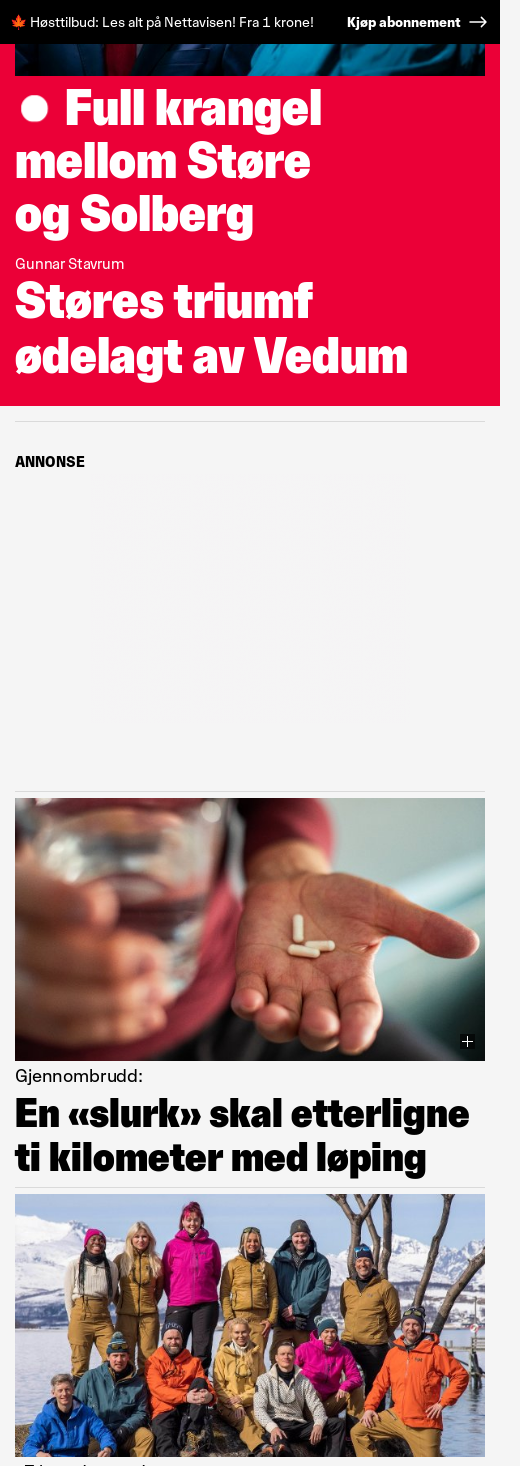 🍁 Høsttilbud: Les alt på Nettavisen! Fra 1 krone! Kjøp abonnement →
Full krangel
mellom Støre
og Solberg
Gunnar Stavrum
Støres triumf
ødelagt av Vedum
ANNONSE
Gjennombrudd:
En «slurk» skal etterligne
ti kilometer med løping